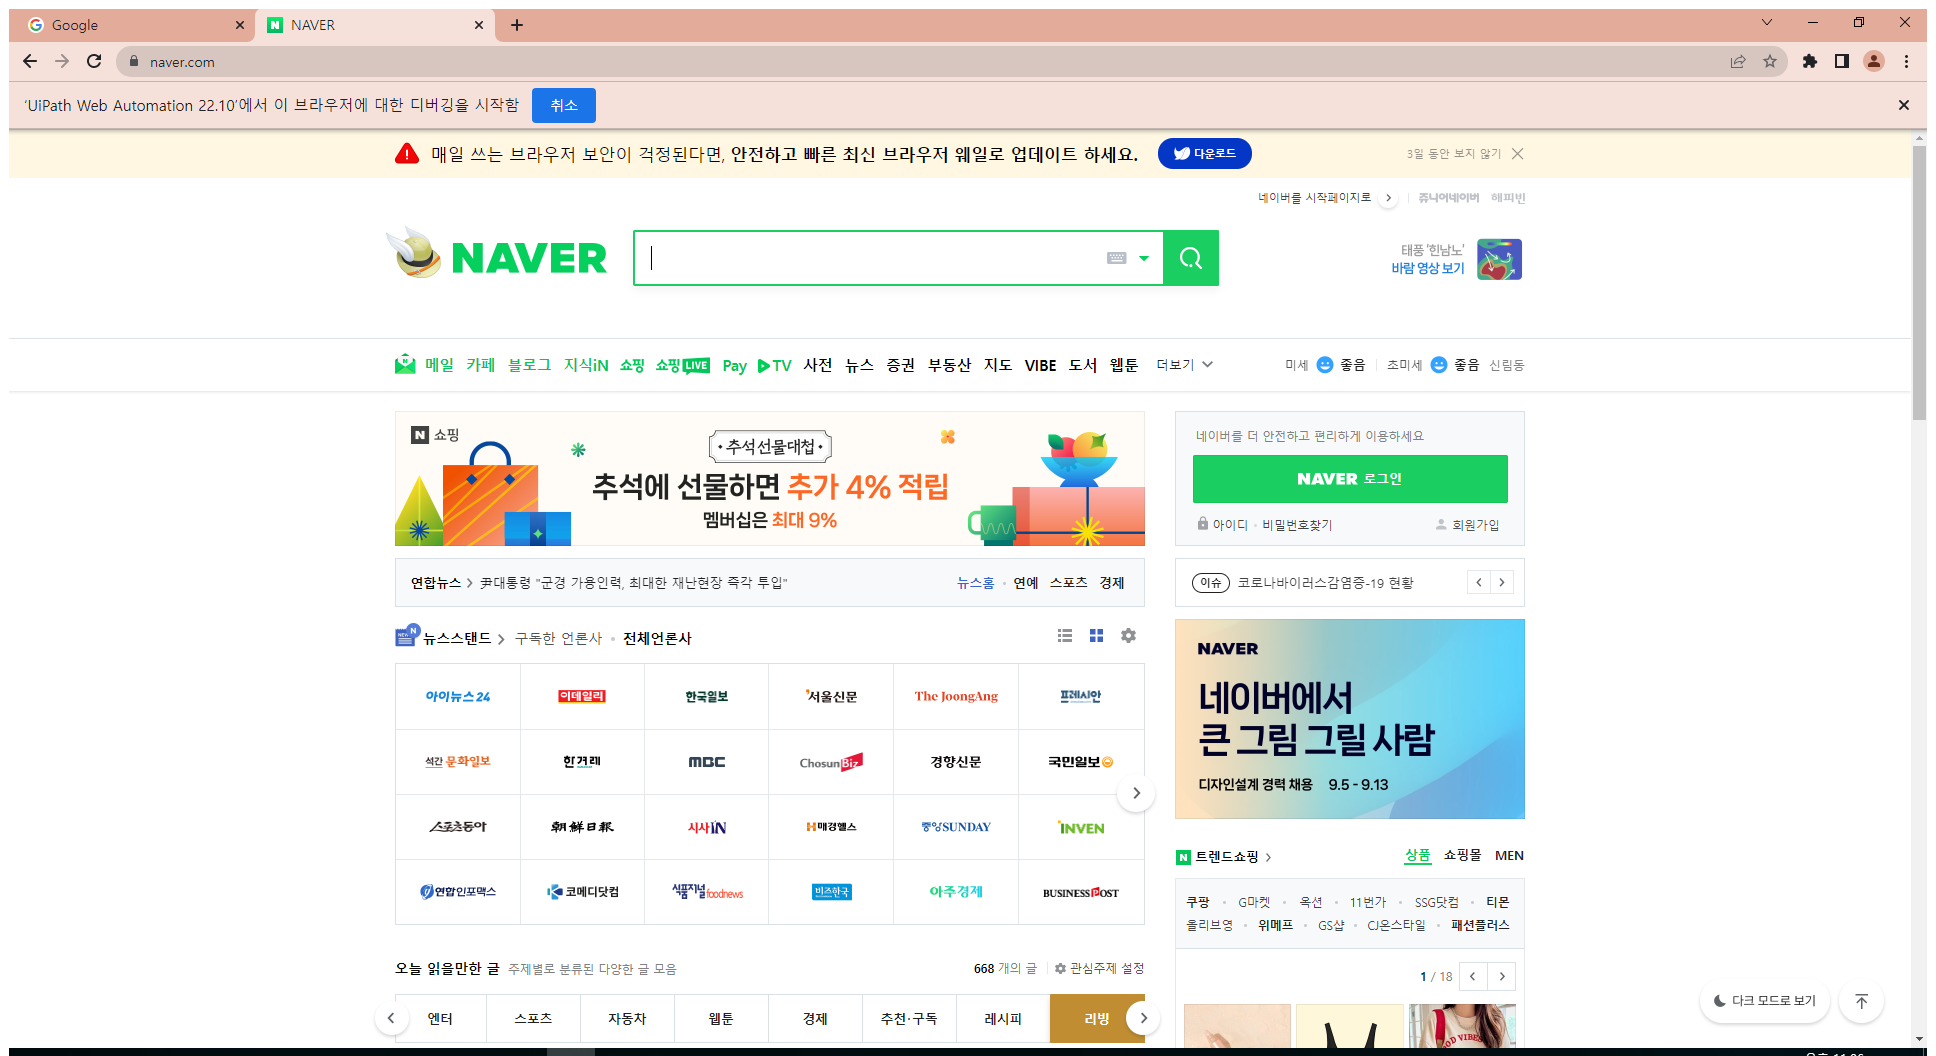 Google
NAVER
naver.com
'UiPath Web Automation 22.10'에서 이 브라우저에 대한 디버깅을 시작함 취소
매일 쓰는 브라우저 보안이 걱정된다면, 안전하고 빠른 최신 브라우저 웨일로 업데이트 하세요. 다운로드 3일 동안 보지 않기
네이버를 시작페이지로 쥬니어네이버 해피빈
NAVER
태풍 '힌남노'
바람 영상 보기
메일 카페 블로그 지식iN 쇼핑 쇼핑LIVE Pay TV 사전 뉴스 증권 부동산 지도 VIBE 도서 웹툰 더보기 미세 좋음 초미세 좋음 신림동
N 쇼핑
추석선물대첩
추석에 선물하면 추가 4% 적립
멤버십은 최대 9%
네이버를 더 안전하고 편리하게 이용하세요
NAVER 로그인
아이디 비밀번호찾기 회원가입
연합뉴스 尹대통령 "군경 가용인력, 최대한 재난현장 즉각 투입" 뉴스홈 연예 스포츠 경제
이슈 코로나바이러스감염증-19 현황
NEW N 뉴스스탠드 구독한 언론사 전체언론사
아이뉴스24 이데일리 한국일보 서울신문 The JoongAng 프레시안
석간 문화일보 한겨레 MBC ChosunBiz 경향신문 국민일보
스포츠동아 朝鮮日報 시사IN 매경헬스 중앙SUNDAY INVEN
연합인포맥스 코메디닷컴 식품저널foodnews 비즈한국 아주경제 BUSINESSPOST
NAVER
네이버에서
큰 그림 그릴 사람
디자인설계 경력 채용 9.5 - 9.13
N 트렌드쇼핑 상품 쇼핑몰 MEN
쿠팡 G마켓 옥션 11번가 SSG닷컴 티몬
올리브영 위메프 GS샵 CJ온스타일 패션플러스
1 / 18
오늘 읽을만한 글 주제별로 분류된 다양한 글 모음 668 개의 글 관심주제 설정
엔터 스포츠 자동차 웹툰 경제 추천·구독 레시피 리빙
다크 모드로 보기